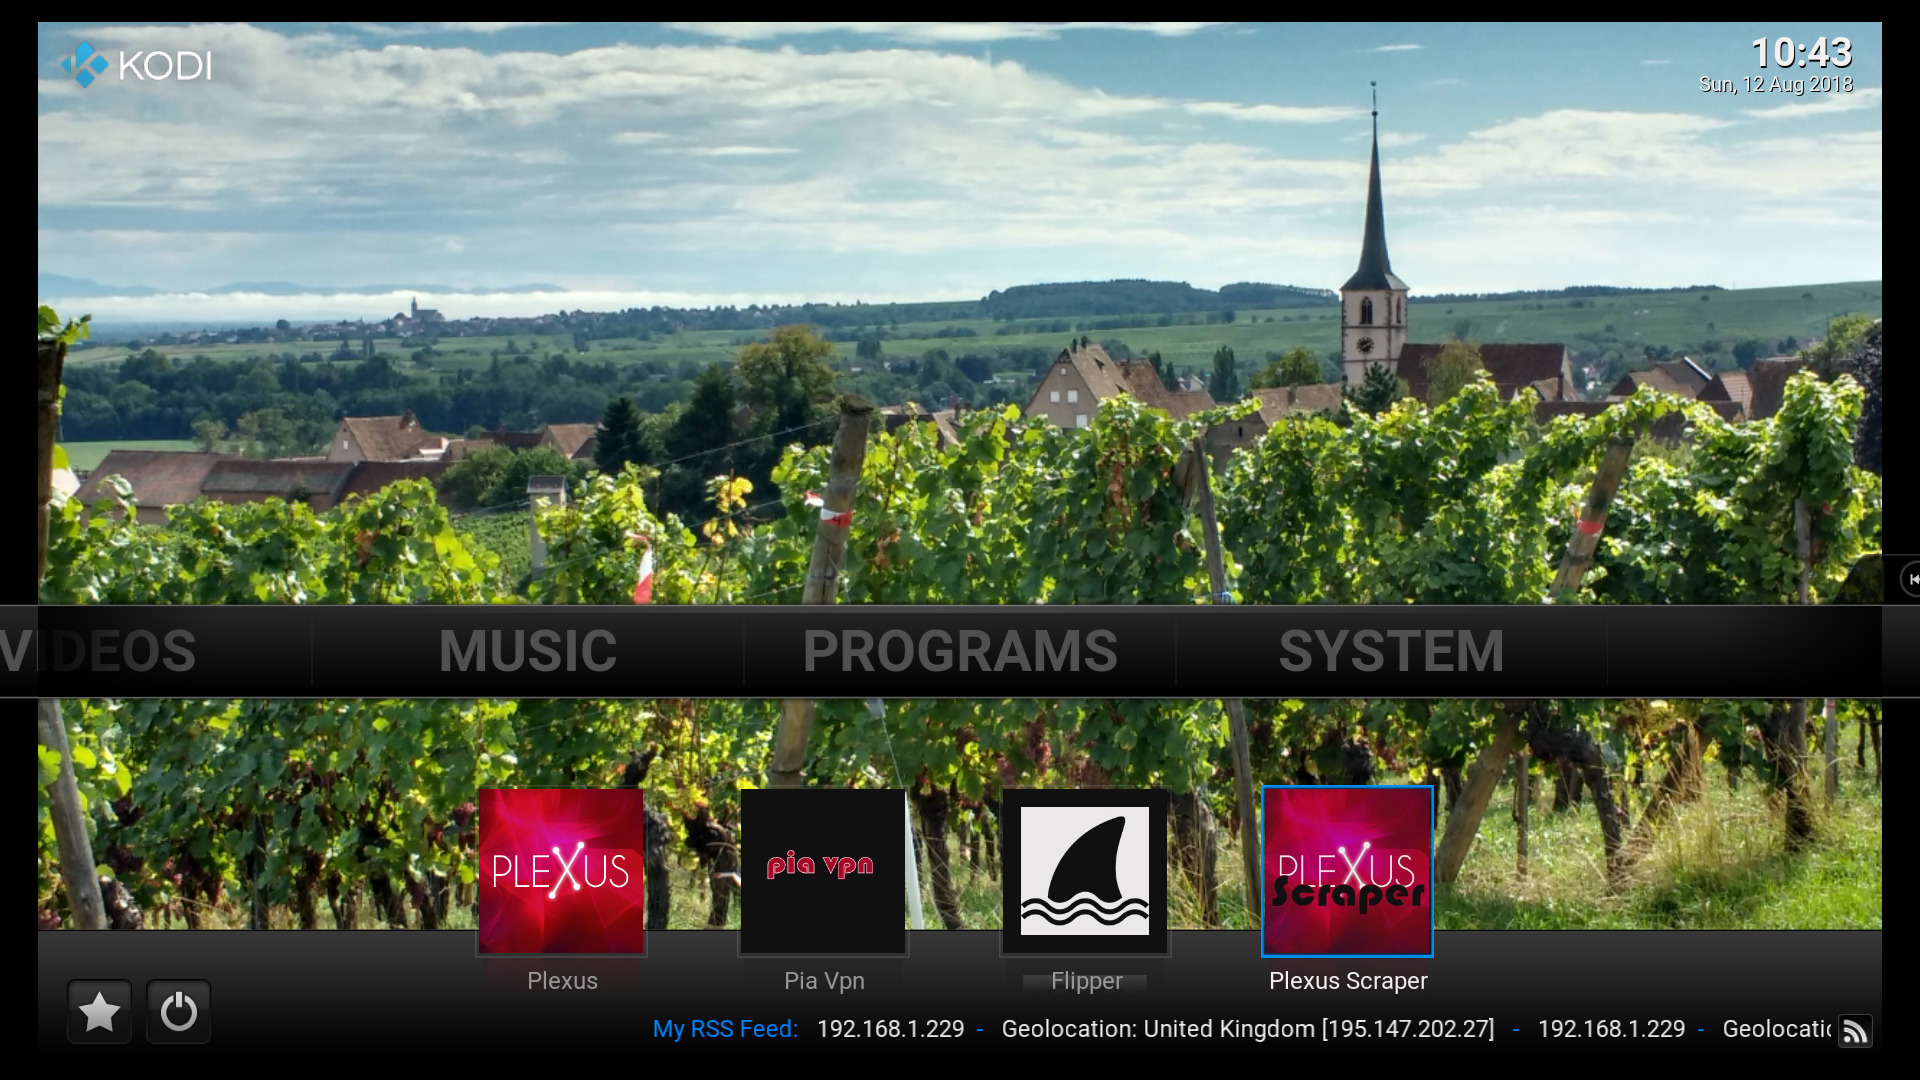 KODI
10:43
Sun, 12 Aug 2018
VIDEOS
MUSIC
PROGRAMS
SYSTEM
PLEXUS
pia vpn
PLEXUS
Scraper
Plexus
Pia Vpn
Flipper
Plexus Scraper
My RSS Feed: 192.168.1.229 - Geolocation: United Kingdom [195.147.202.27] - 192.168.1.229 - Geolocatic